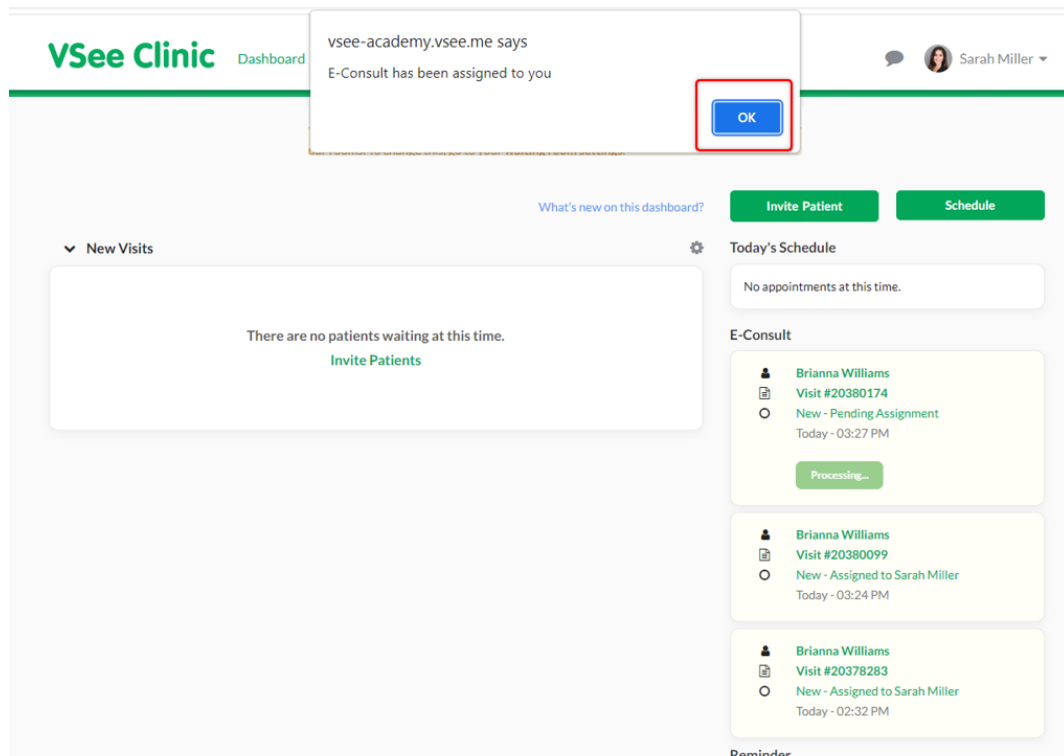 VSee Clinic
Dashboard
vsee-academy.vsee.me says
E-Consult has been assigned to you
OK
Sarah Miller
What's new on this dashboard?
Invite Patient
Schedule
New Visits
There are no patients waiting at this time.
Invite Patients
Today's Schedule
No appointments at this time.
E-Consult
Brianna Williams
Visit #20380174
New - Pending Assignment
Today - 03:27 PM
Processing...
Brianna Williams
Visit #20380099
New - Assigned to Sarah Miller
Today - 03:24 PM
Brianna Williams
Visit #20378283
New - Assigned to Sarah Miller
Today - 02:32 PM
Reminder